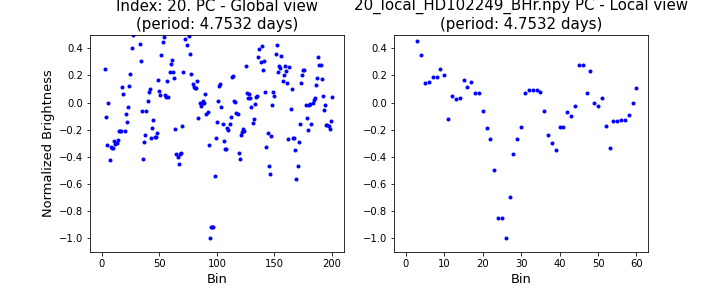 Index: 20. PC - Global view
(period: 4.7532 days)
20_local_HD102249_BHr.npy PC - Local view
(period: 4.7532 days)
Normalized Brightness
0.4
0.2
0.0
−0.2
−0.4
−0.6
−0.8
−1.0
0 50 100 150 200
Bin
0.4
0.2
0.0
−0.2
−0.4
−0.6
−0.8
−1.0
0 10 20 30 40 50 60
Bin